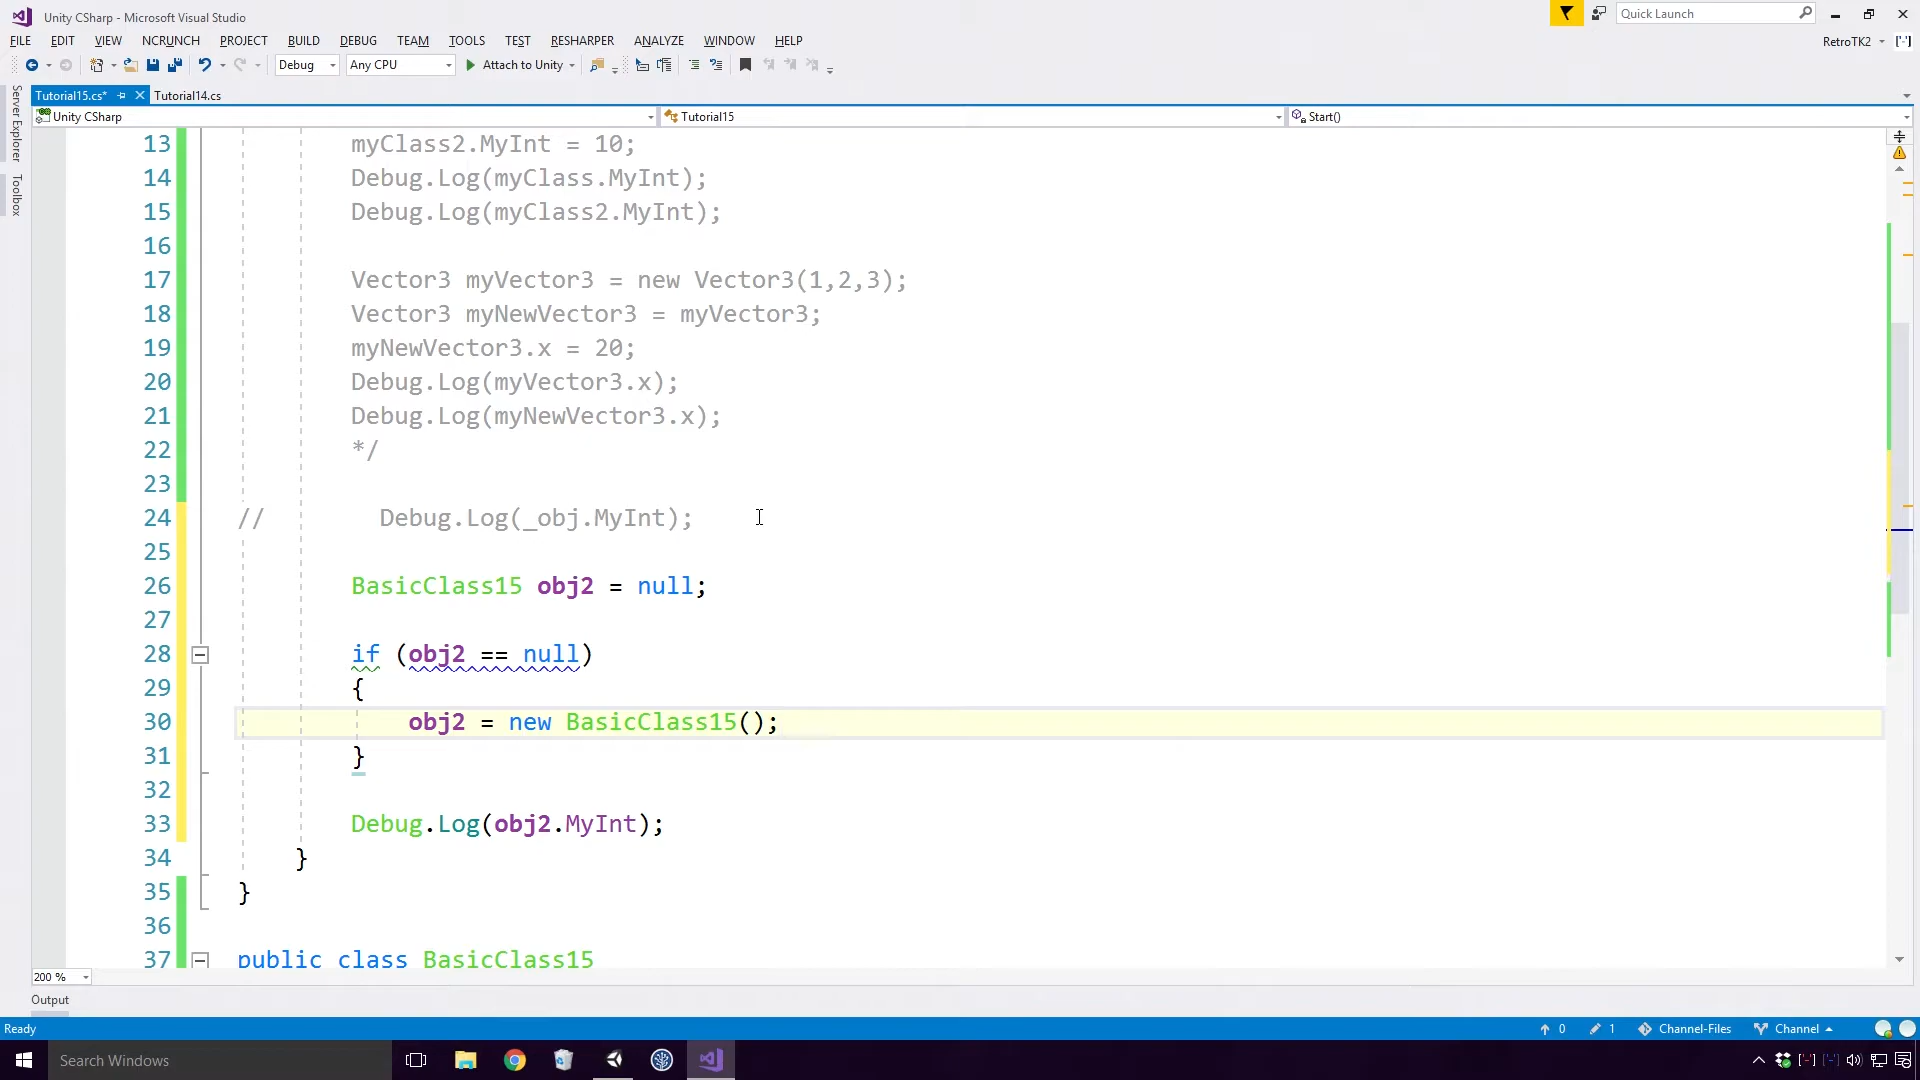 Unity CSharp - Microsoft Visual Studio
Quick Launch
FILE EDIT VIEW NCRUNCH PROJECT BUILD DEBUG TEAM TOOLS TEST RESHARPER ANALYZE WINDOW HELP
RetroTK2
Debug Any CPU Attach to Unity
Server Explorer
Toolbox
Tutorial15.cs* Tutorial14.cs
Unity CSharp Tutorial15 Start()
13 myClass2.MyInt = 10;
14 Debug.Log(myClass.MyInt);
15 Debug.Log(myClass2.MyInt);
16
17 Vector3 myVector3 = new Vector3(1,2,3);
18 Vector3 myNewVector3 = myVector3;
19 myNewVector3.x = 20;
20 Debug.Log(myVector3.x);
21 Debug.Log(myNewVector3.x);
22 */
23
24 // Debug.Log(_obj.MyInt);
25
26 BasicClass15 obj2 = null;
27
28 if (obj2 == null)
29 {
30 obj2 = new BasicClass15();
31 }
32
33 Debug.Log(obj2.MyInt);
34 }
35 }
36
37 public class BasicClass15
200 %
Output
Ready
0 1 Channel-Files Channel
Search Windows